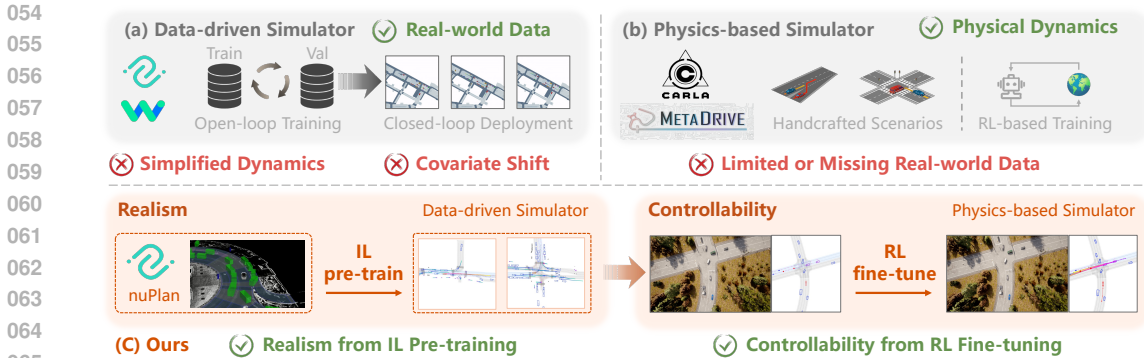 054
055
056
057
058
059
060
061
062
063
064
(a) Data-driven Simulator
Real-world Data
Train
Val
Open-loop Training
Closed-loop Deployment
Simplified Dynamics
Covariate Shift
(b) Physics-based Simulator
Physical Dynamics
CARLA
METADRIVE
Handcrafted Scenarios
RL-based Training
Limited or Missing Real-world Data
Realism
Data-driven Simulator
nuPlan
IL
pre-train
Controllability
Physics-based Simulator
RL
fine-tune
(C) Ours
Realism from IL Pre-training
Controllability from RL Fine-tuning